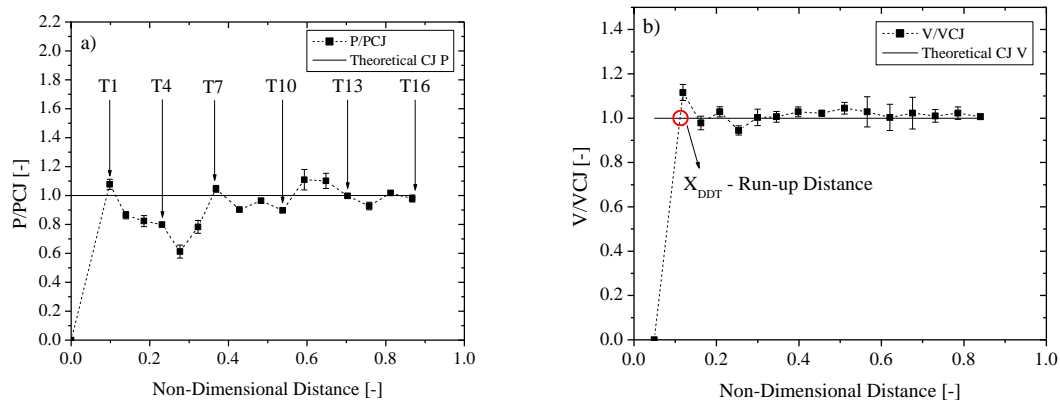 a)
P/PCJ
Theoretical CJ P
T1 T4 T7 T10 T13 T16
2.2
2.0
1.8
1.6
1.4
1.2
1.0
0.8
0.6
0.4
0.2
0.0
P/PCJ [-]
0.0 0.2 0.4 0.6 0.8 1.0
Non-Dimensional Distance [-]
b)
V/VCJ
Theoretical CJ V
1.4
1.2
1.0
0.8
0.6
0.4
0.2
0.0
V/VCJ [-]
X_DDT - Run-up Distance
0.0 0.2 0.4 0.6 0.8 1.0
Non-Dimensional Distance [-]